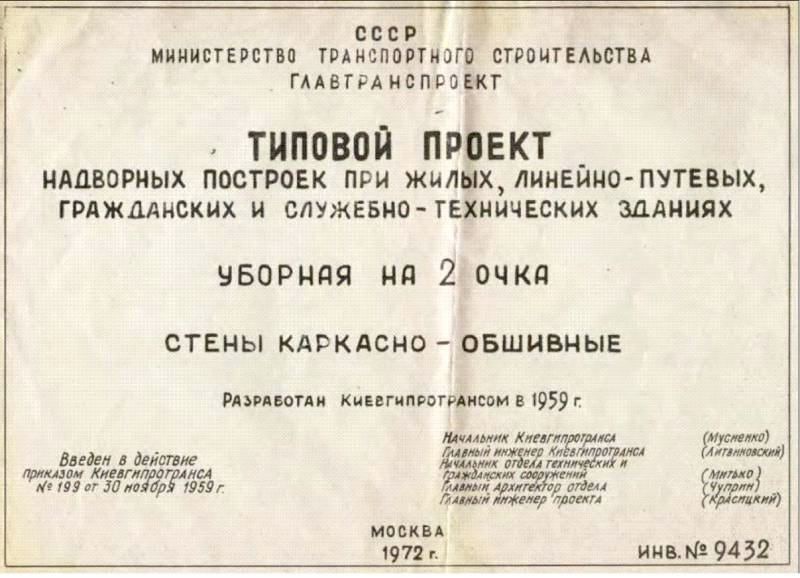 СССР
МИНИСТЕРСТВО ТРАНСПОРТНОГО СТРОИТЕЛЬСТВА
ГЛАВТРАНСПРОЕКТ
ТИПОВОЙ ПРОЕКТ
НАДВОРНЫХ ПОСТРОЕК ПРИ ЖИЛЫХ, ЛИНЕЙНО-ПУТЕВЫХ,
ГРАЖДАНСКИХ И СЛУЖЕБНО-ТЕХНИЧЕСКИХ ЗДАНИЯХ
УБОРНАЯ НА 2 ОЧКА
СТЕНЫ КАРКАСНО - ОБШИВНЫЕ
РАЗРАБОТАН КИЕВГИПРОТРАНСОМ В 1959 г.
Введен в действие
приказом Киевгипротранса
№ 199 от 30 ноября 1959 г.
Начальник Киевгипротранса (Мусиенко)
Главный инженер Киевгипротранса (Литвиновский)
Начальник отдела технических и
гражданских сооружений (Митько)
Главный архитектор отдела (Чуприн)
Главный инженер проекта (Красицкий)
МОСКВА
1972 г.
ИНВ. № 9432